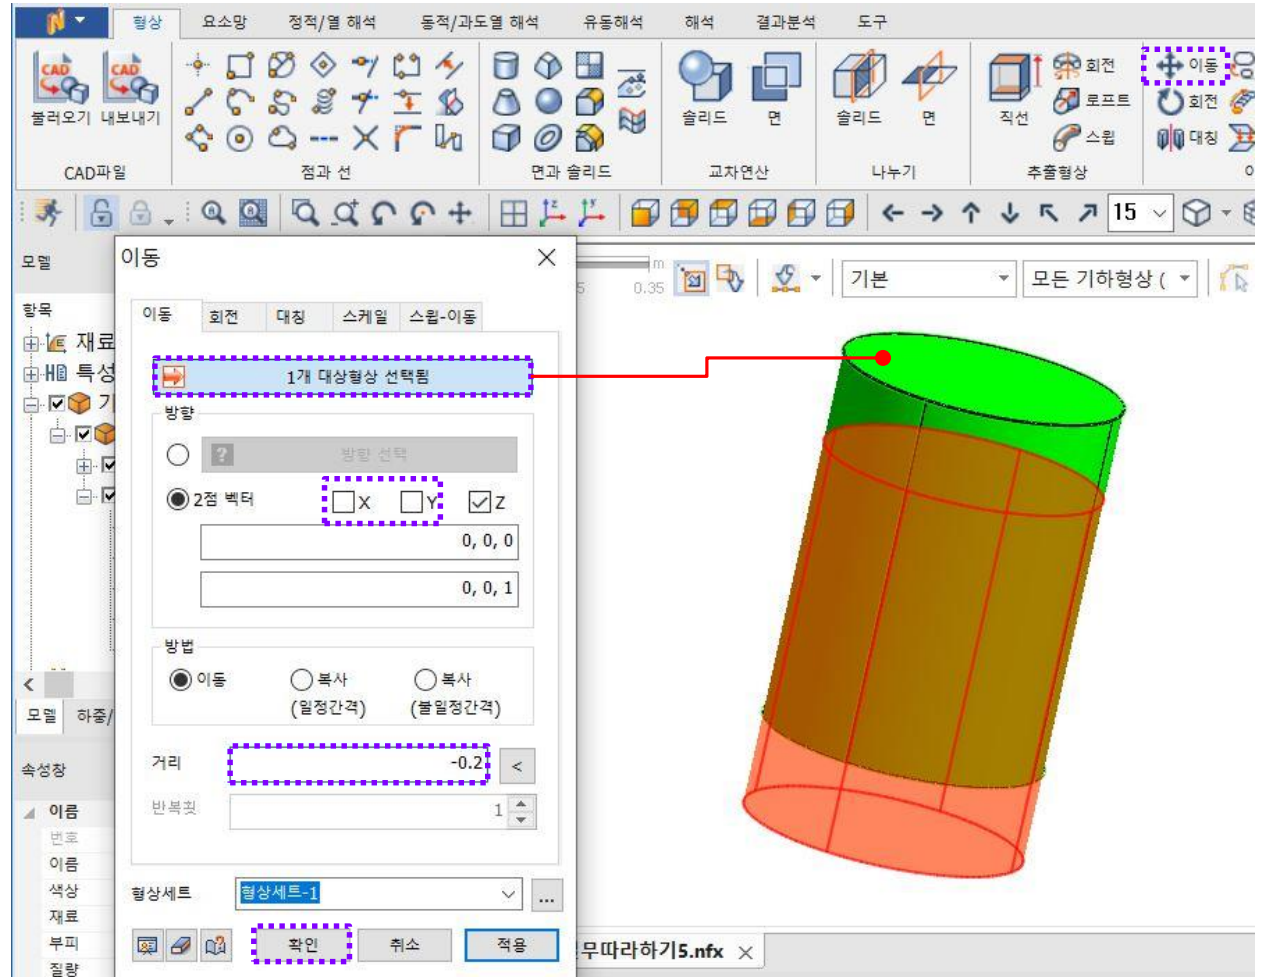 형상 요소망 정적/열 해석 동적/과도열 해석 유동해석 해석 결과분석 도구
CAD CAD
불러오기 내보내기
솔리드 면 솔리드 면 직선
회전 이동
로프트 회전
스윕 대칭
CAD파일 점과 선 면과 솔리드 교차연산 나누기 추출형상
15
모델
이동
m
0.35
기본 모든 기하형상 (
항목
재료
특성
기
이동 회전 대칭 스케일 스윕-이동
1개 대상형상 선택됨
방향
방향 선택
2점 벡터 X Y Z
0, 0, 0
0, 0, 1
방법
이동 복사 복사
(일정간격) (불일정간격)
모델 하중/
거리 -0.2 <
속성창
반복횟 1
이름
번호
이름
색상
재료
부피
질량
형상세트 형상세트-1 ...
확인 취소 적용
무따라하기5.nfx